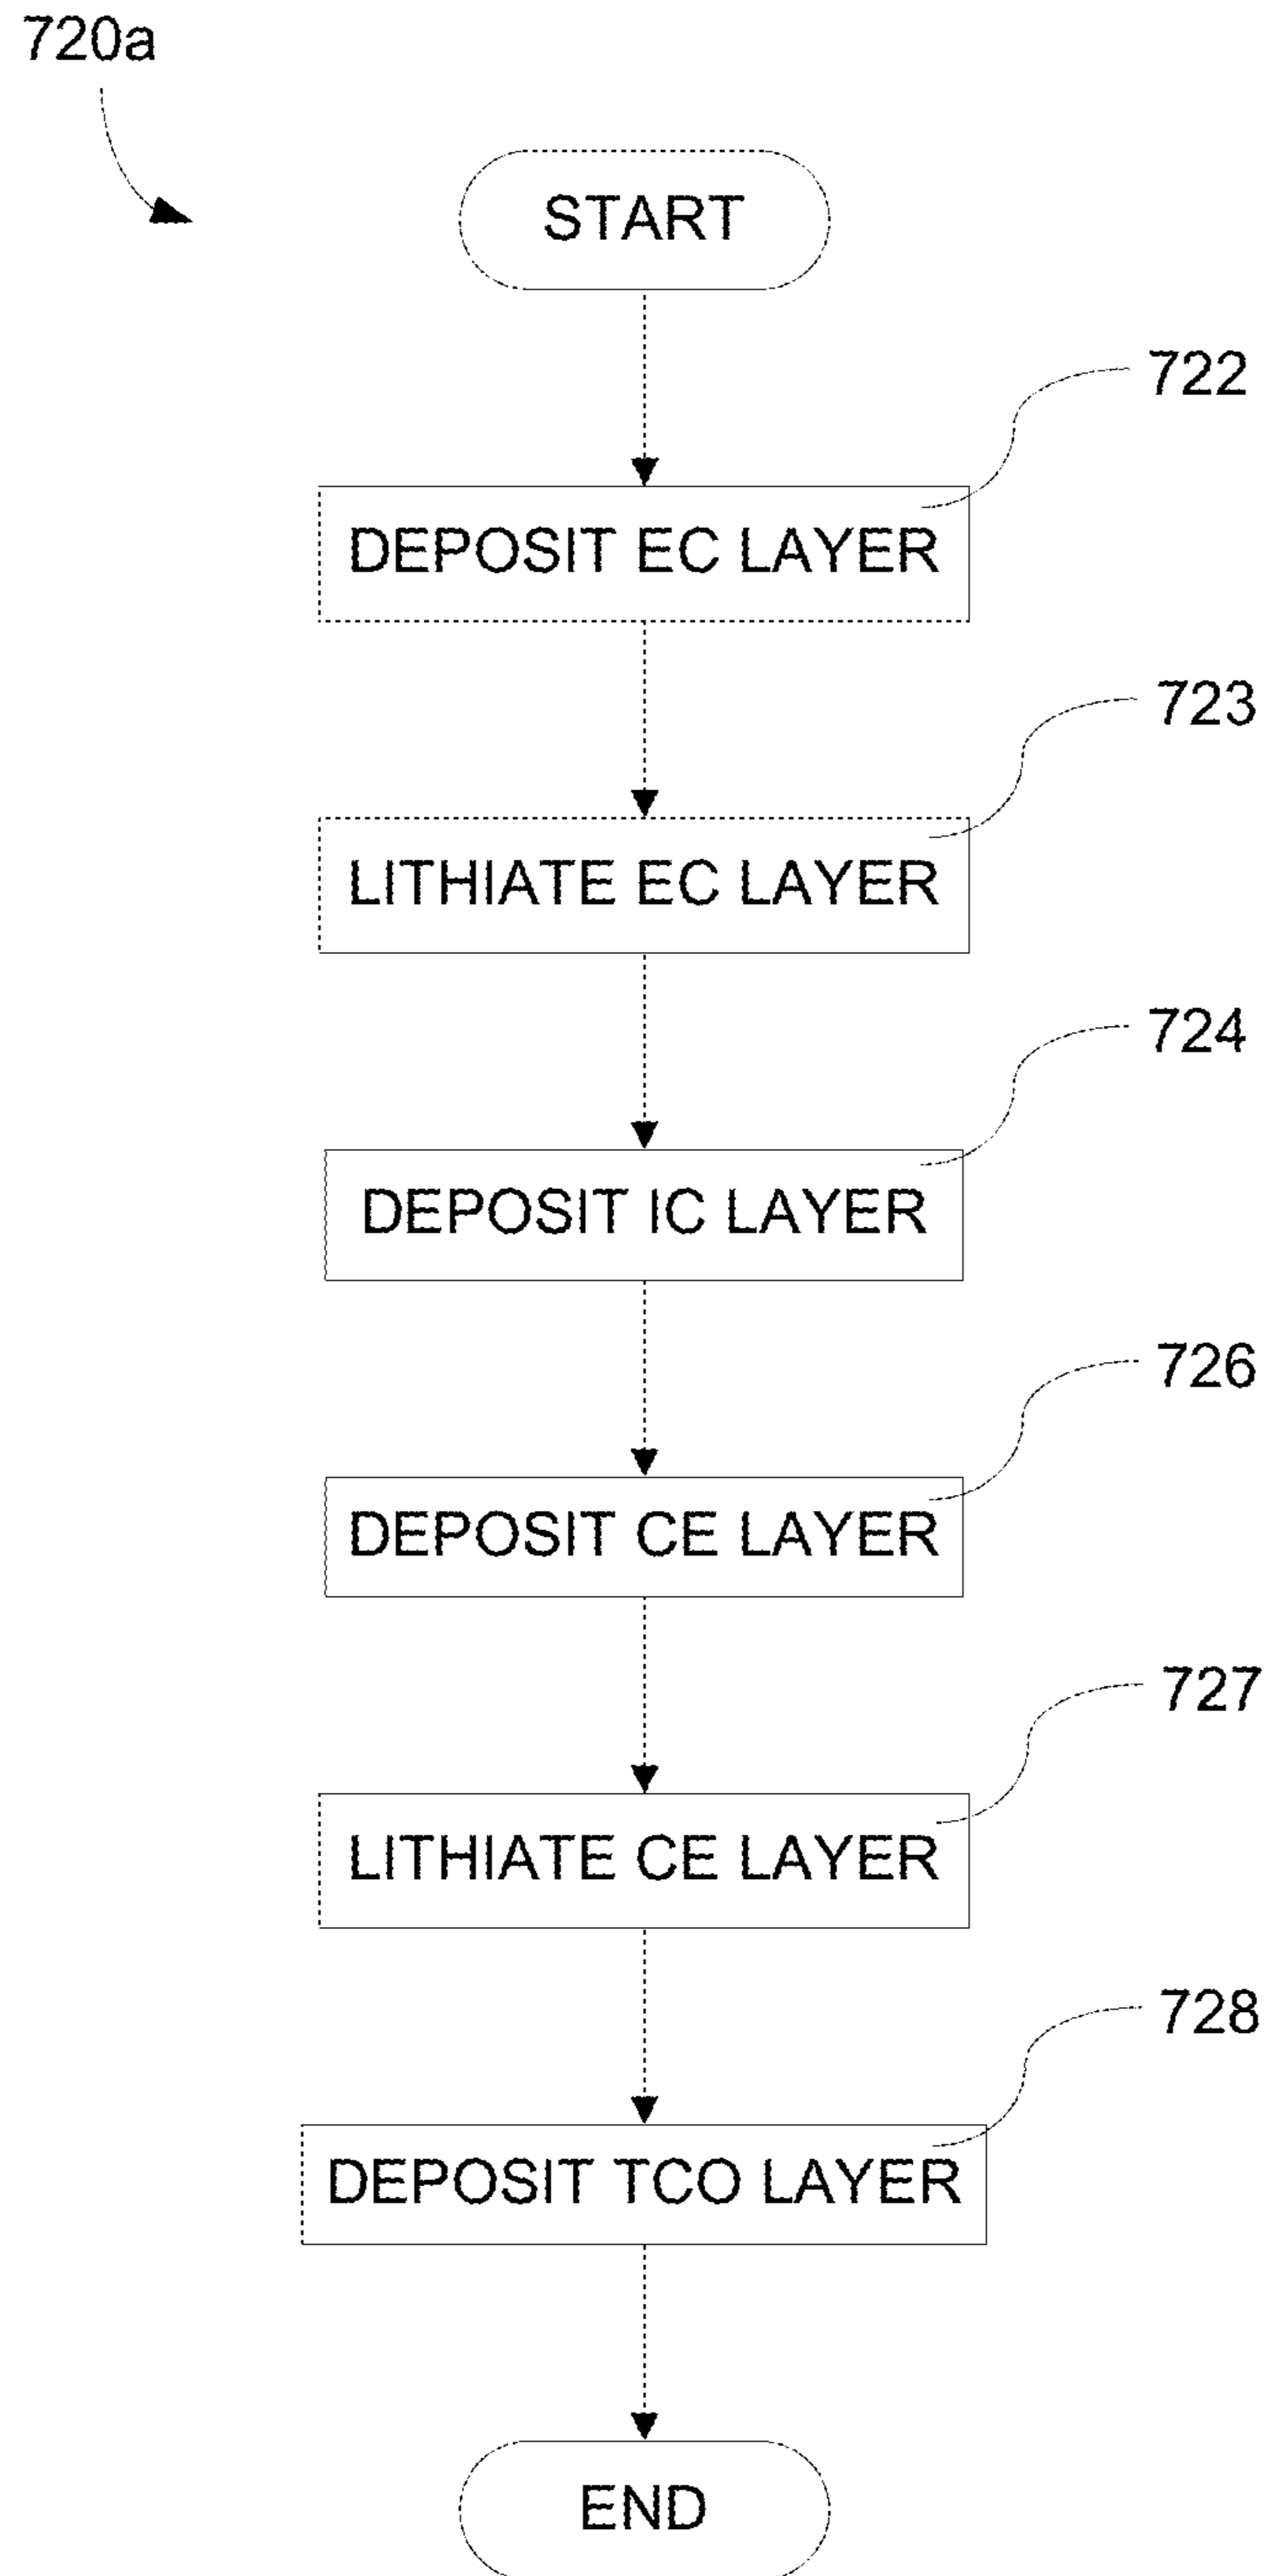 720a
START
722
DEPOSIT EC LAYER
723
LITHIATE EC LAYER
724
DEPOSIT IC LAYER
726
DEPOSIT CE LAYER
727
LITHIATE CE LAYER
728
DEPOSIT TCO LAYER
END